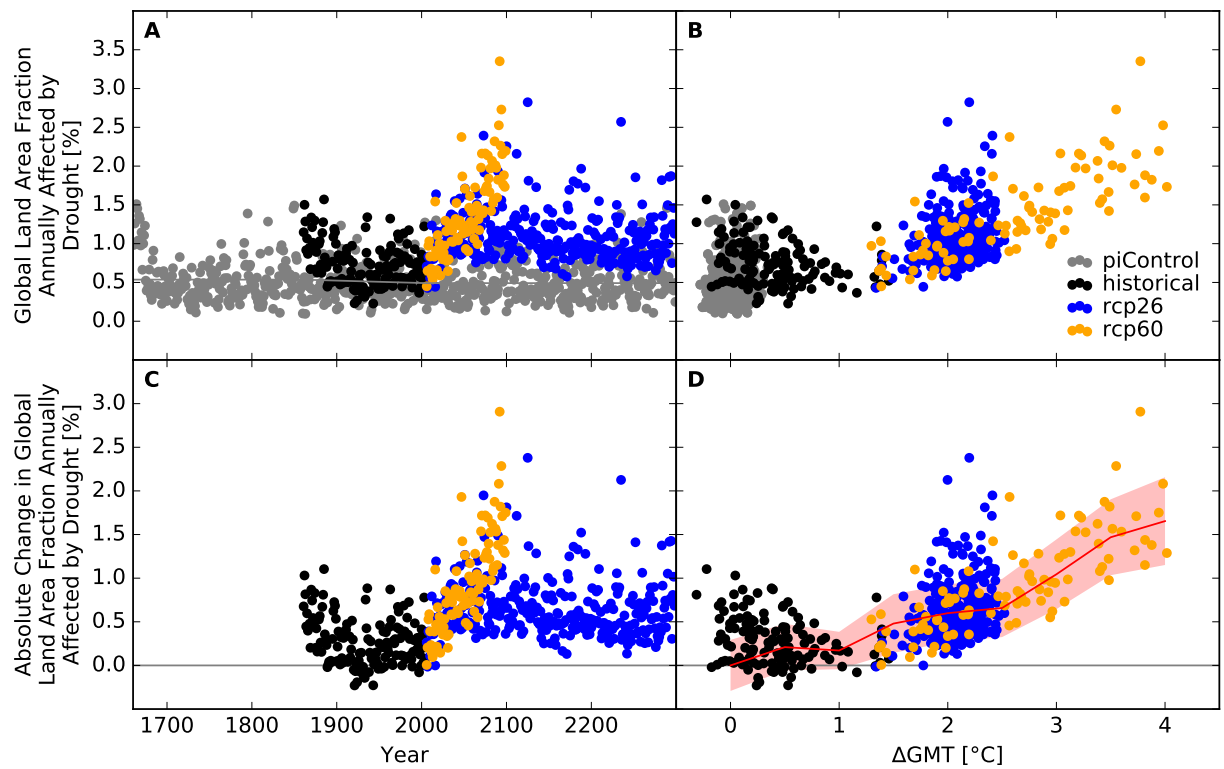 Global Land Area Fraction
Annually Affected by
Drought [%]
A
3.5
3.0
2.5
2.0
1.5
1.0
0.5
0.0
B
piControl
historical
rcp26
rcp60
Absolute Change in Global
Land Area Fraction Annually
Affected by Drought [%]
C
3.0
2.5
2.0
1.5
1.0
0.5
0.0
D
1700 1800 1900 2000 2100 2200
Year
0 1 2 3 4
ΔGMT [°C]